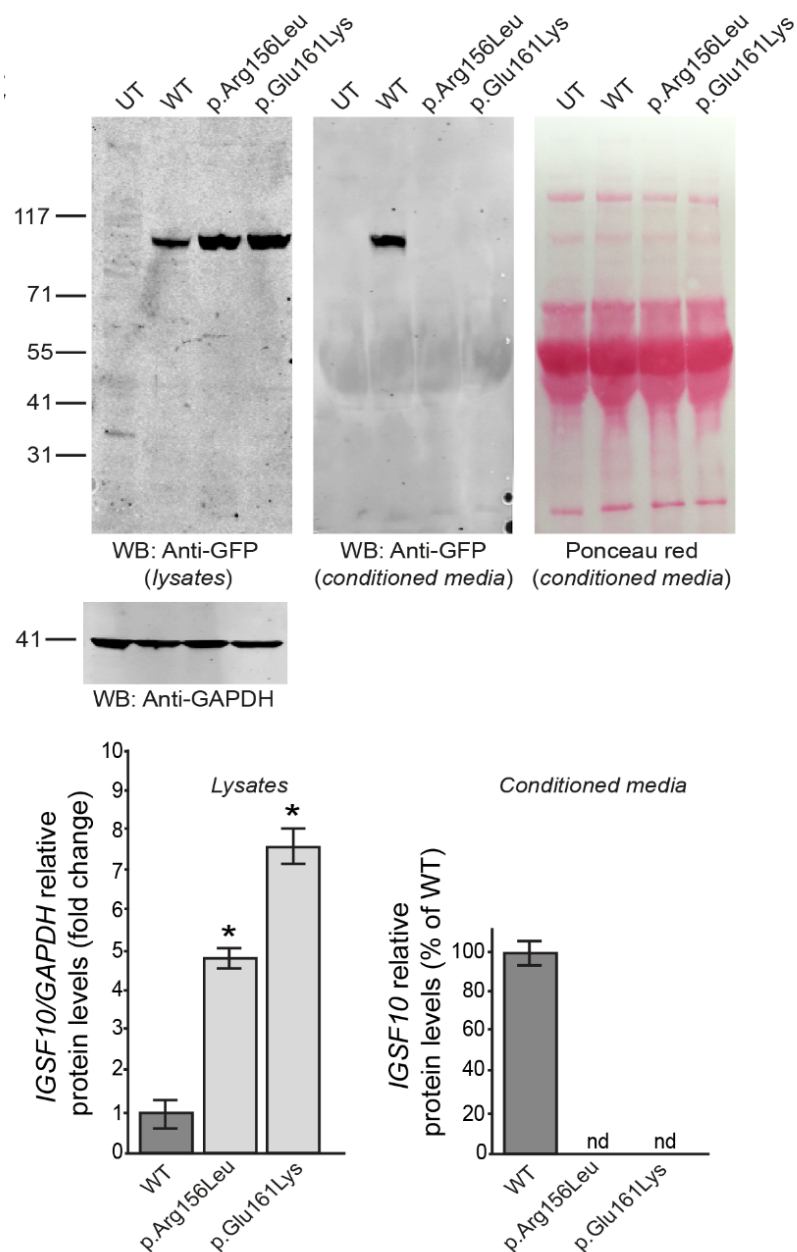 UT WT p.Arg156Leu p.Glu161Lys
UT WT p.Arg156Leu p.Glu161Lys
UT WT p.Arg156Leu p.Glu161Lys
117
71
55
41
31
WB: Anti-GFP
(lysates)
WB: Anti-GFP
(conditioned media)
Ponceau red
(conditioned media)
41
WB: Anti-GAPDH
Lysates
IGSF10/GAPDH relative
protein levels (fold change)
10
9
8
7
6
5
4
3
2
1
0
*
*
WT p.Arg156Leu p.Glu161Lys
Conditioned media
IGSF10 relative
protein levels (% of WT)
100
80
60
40
20
0
nd nd
WT p.Arg156Leu p.Glu161Lys